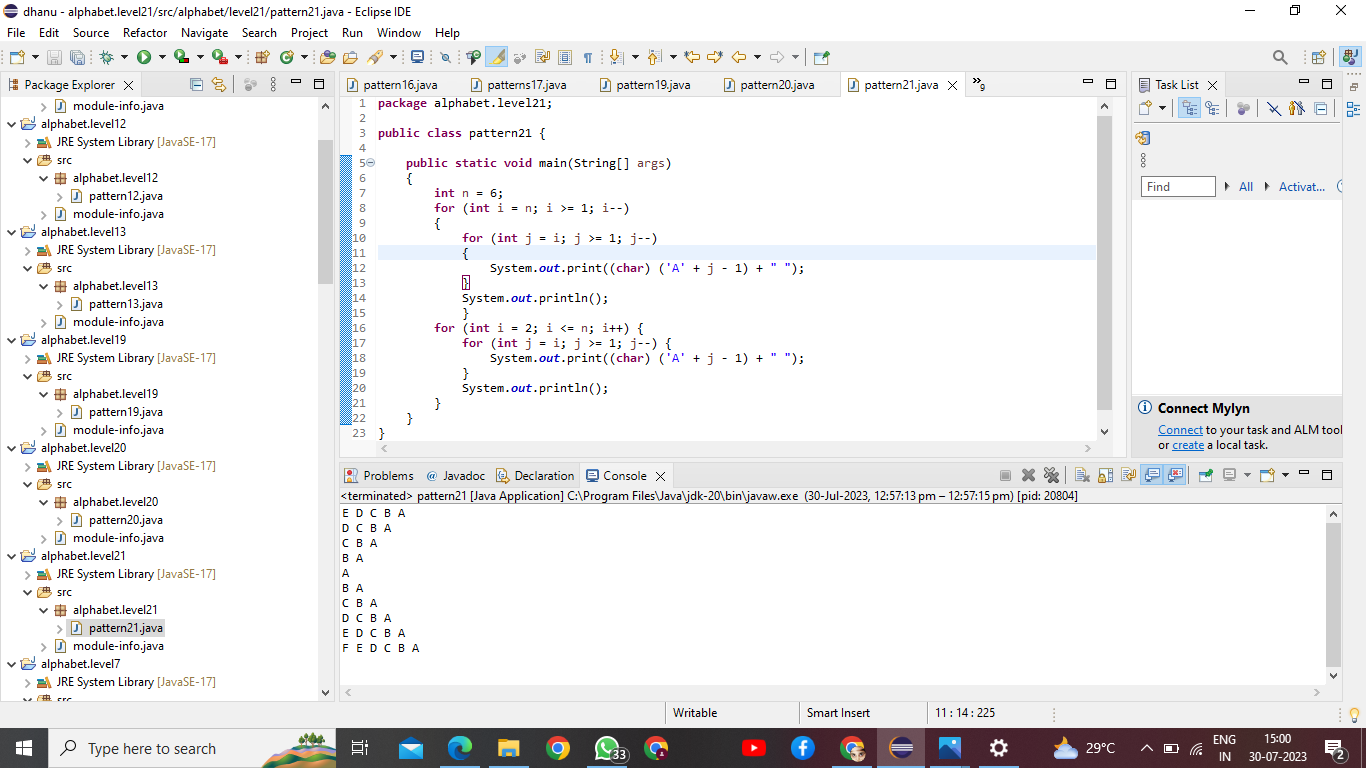 dhanu - alphabet.level21/src/alphabet/level21/pattern21.java - Eclipse IDE
File Edit Source Refactor Navigate Search Project Run Window Help
Package Explorer
module-info.java
alphabet.level12
JRE System Library [JavaSE-17]
src
alphabet.level12
pattern12.java
module-info.java
alphabet.level13
JRE System Library [JavaSE-17]
src
alphabet.level13
pattern13.java
module-info.java
alphabet.level19
JRE System Library [JavaSE-17]
src
alphabet.level19
pattern19.java
module-info.java
alphabet.level20
JRE System Library [JavaSE-17]
src
alphabet.level20
pattern20.java
module-info.java
alphabet.level21
JRE System Library [JavaSE-17]
src
alphabet.level21
pattern21.java
module-info.java
alphabet.level7
JRE System Library [JavaSE-17]
src
pattern16.java patterns17.java pattern19.java pattern20.java pattern21.java »9
1 package alphabet.level21;
2
3 public class pattern21 {
4
5 public static void main(String[] args)
6 {
7 int n = 6;
8 for (int i = n; i >= 1; i--)
9 {
10 for (int j = i; j >= 1; j--)
11 {
12 System.out.print((char) ('A' + j - 1) + " ");
13 }
14 System.out.println();
15 }
16 for (int i = 2; i <= n; i++) {
17 for (int j = i; j >= 1; j--) {
18 System.out.print((char) ('A' + j - 1) + " ");
19 }
20 System.out.println();
21 }
22 }
23 }
Task List
Find All Activat...
Connect Mylyn
Connect to your task and ALM tool
or create a local task.
Problems @ Javadoc Declaration Console
<terminated> pattern21 [Java Application] C:\Program Files\Java\jdk-20\bin\javaw.exe (30-Jul-2023, 12:57:13 pm – 12:57:15 pm) [pid: 20804]
E D C B A
D C B A
C B A
B A
A
B A
C B A
D C B A
E D C B A
F E D C B A
Writable Smart Insert 11 : 14 : 225
Type here to search
33
29°C
ENG
IN
15:00
30-07-2023
2